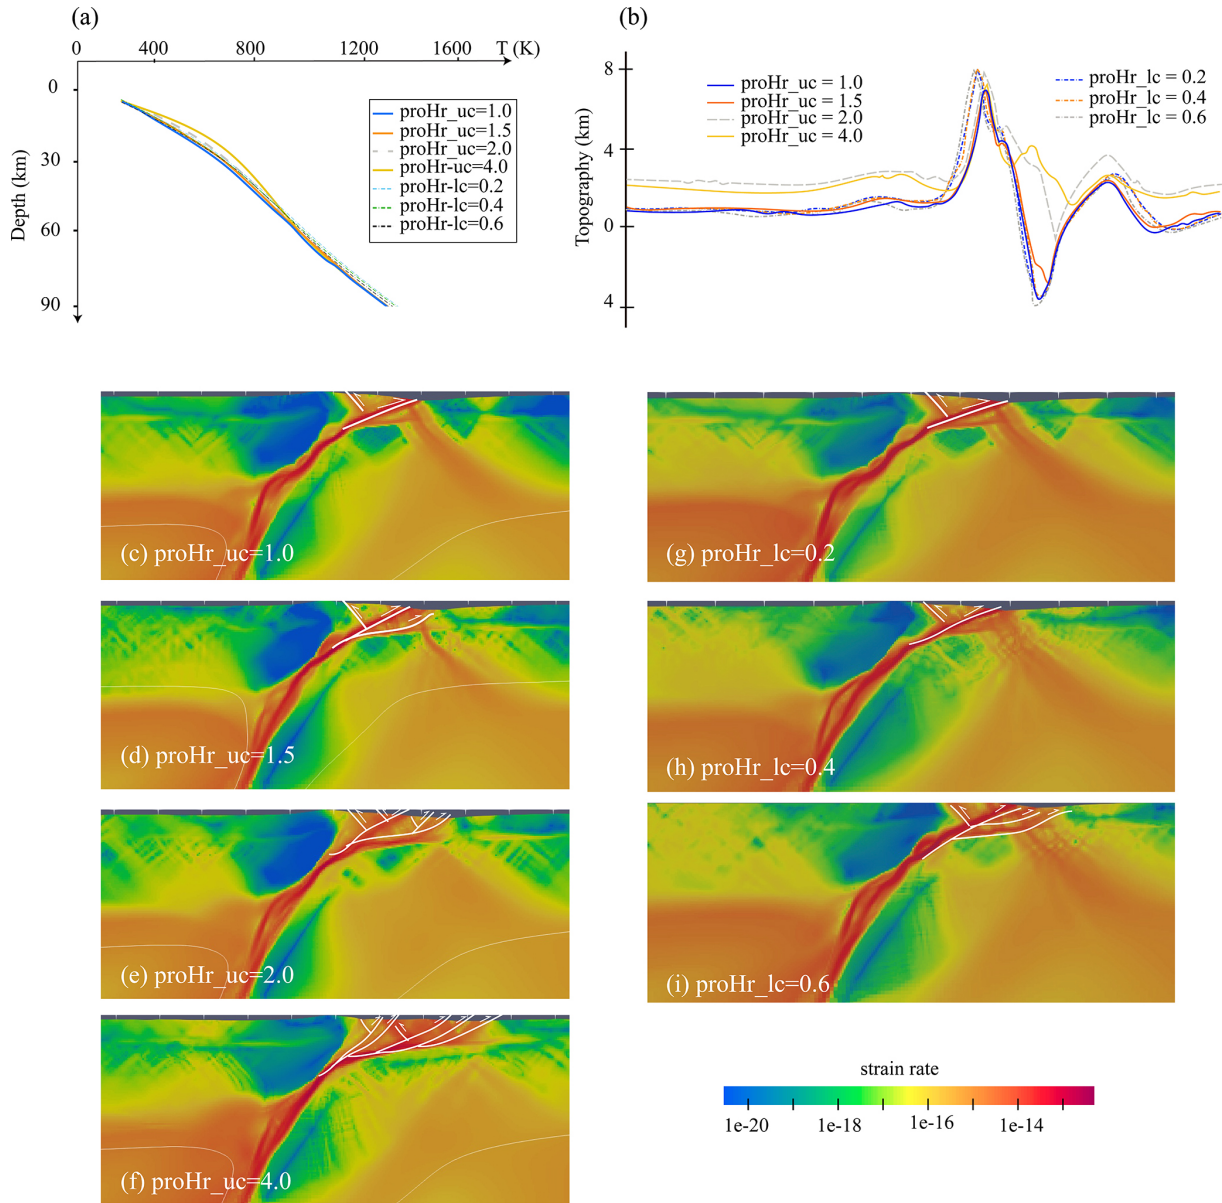 (a)
0
400
800
1200
1600
T (K)
Depth (km)
0
30
60
90
proHr_uc=1.0
proHr_uc=1.5
proHr_uc=2.0
proHr-uc=4.0
proHr-lc=0.2
proHr-lc=0.4
proHr-lc=0.6
(b)
Topography (km)
8
4
0
4
proHr_uc = 1.0
proHr_uc = 1.5
proHr_uc = 2.0
proHr_uc = 4.0
proHr_lc = 0.2
proHr_lc = 0.4
proHr_lc = 0.6
(c) proHr_uc=1.0
(d) proHr_uc=1.5
(e) proHr_uc=2.0
(f) proHr_uc=4.0
(g) proHr_lc=0.2
(h) proHr_lc=0.4
(i) proHr_lc=0.6
strain rate
1e-20
1e-18
1e-16
1e-14